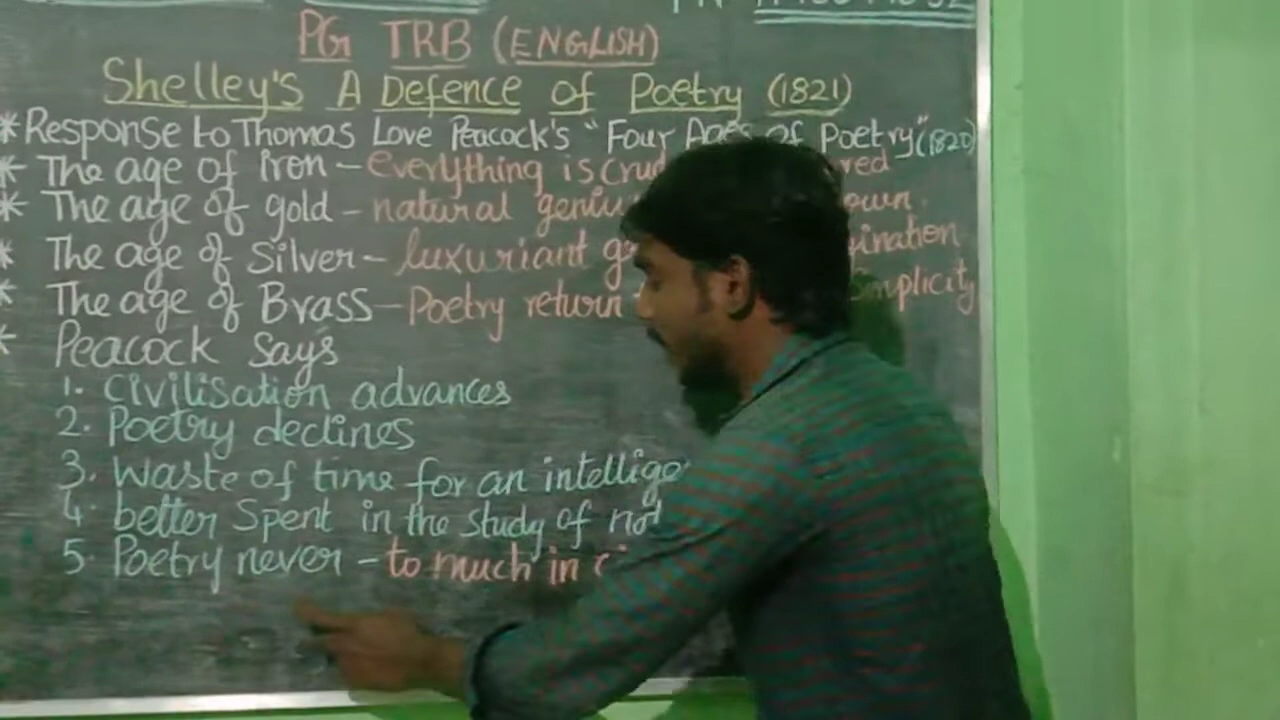 PG TRB (ENGLISH)
Shelley's A Defence of Poetry (1821)
* Response to Thomas Love Peacock's "Four Ages of Poetry" (1820)
* The age of iron - everything is
* The age of gold - natural
* The age of Silver - luxuriant
* The age of Brass - Poetry return simplicity
* Peacock Says
1. Civilisation advances
2. Poetry declines
3. waste of time for an
4. better Spent in the study of
5. Poetry never - to much in